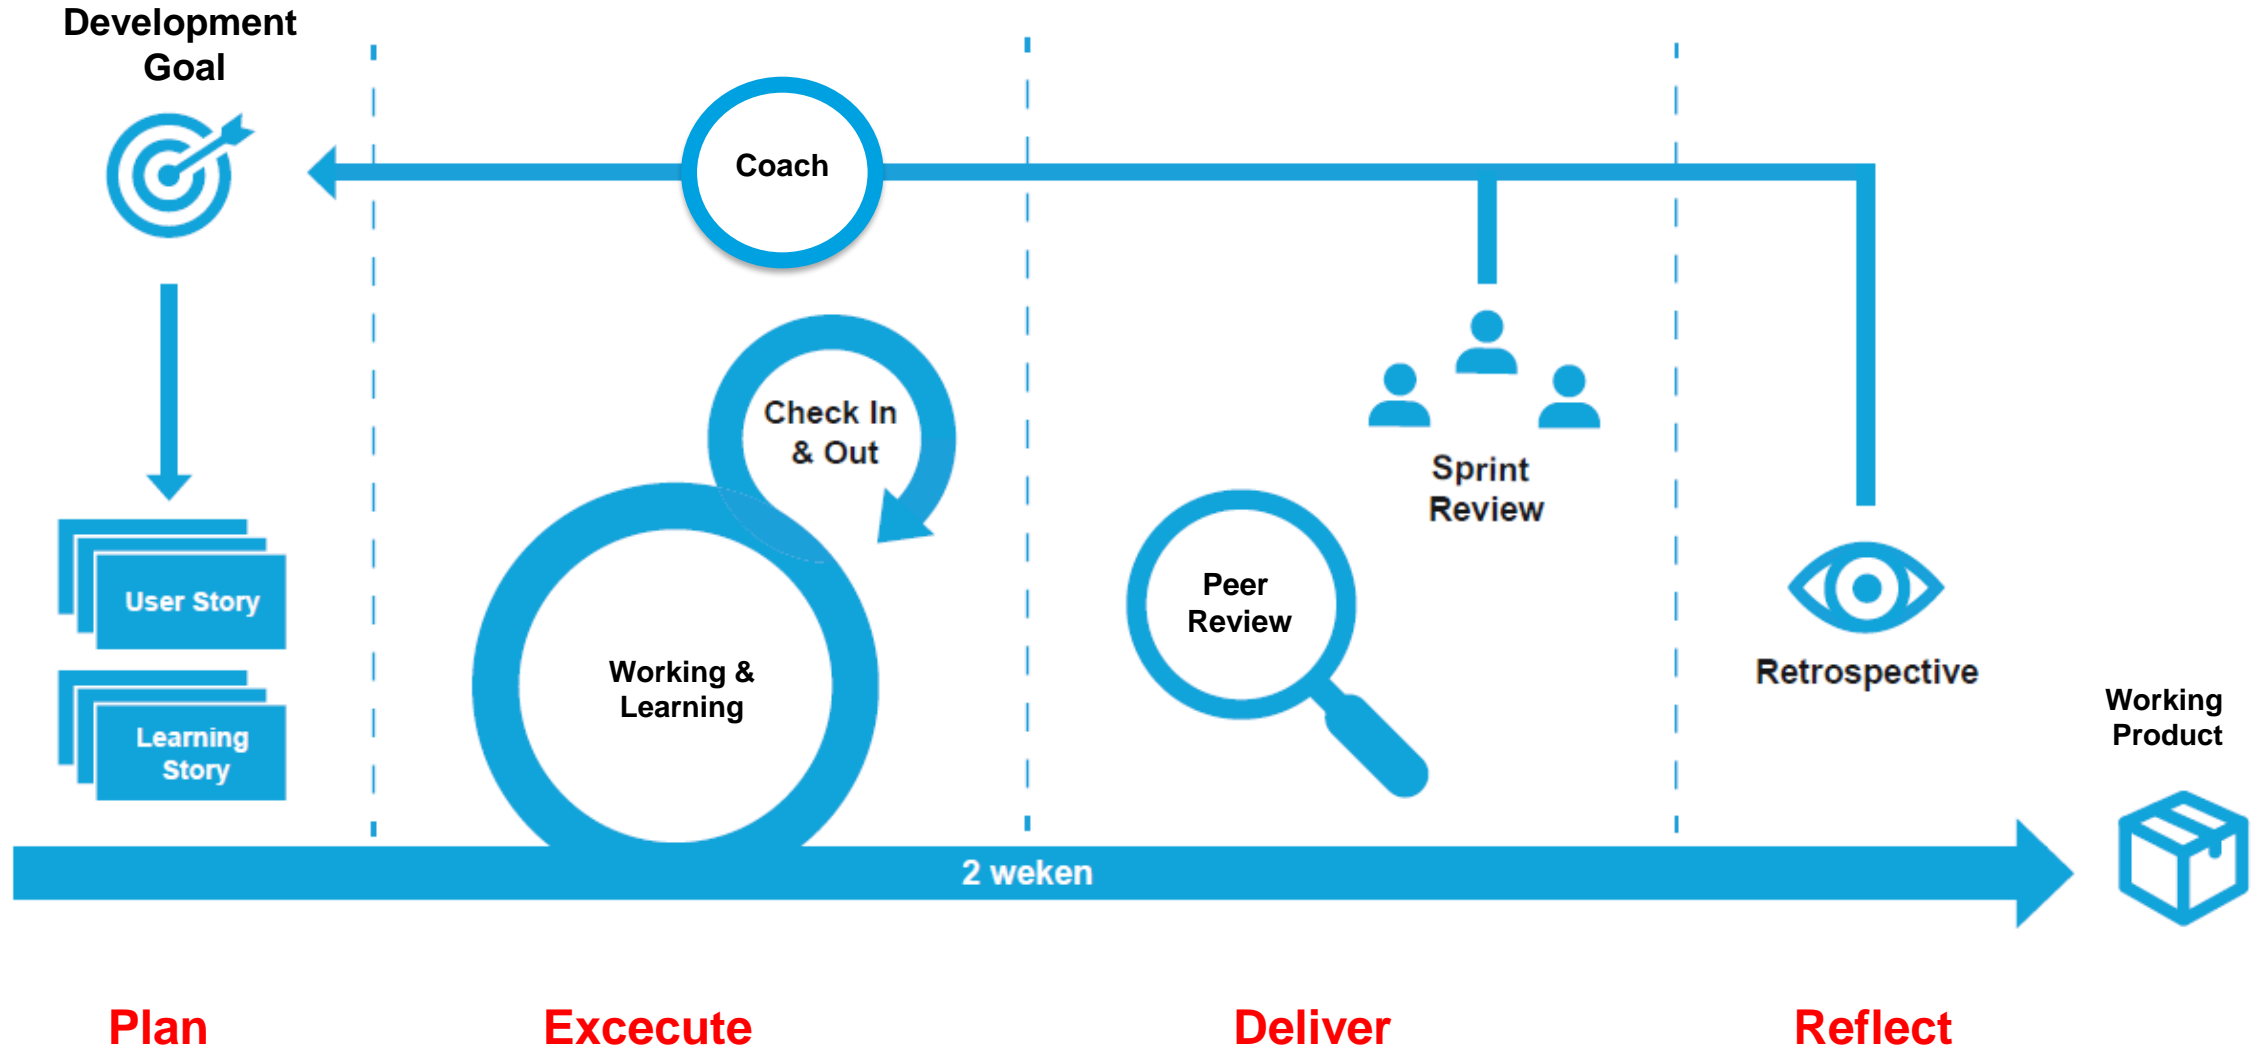 Development
Goal
Coach
Check In
& Out
Sprint
Review
User Story
Peer
Review
Working &
Learning
Retrospective
Learning
Story
Working
Product
2 weken
Plan
Excecute
Deliver
Reflect